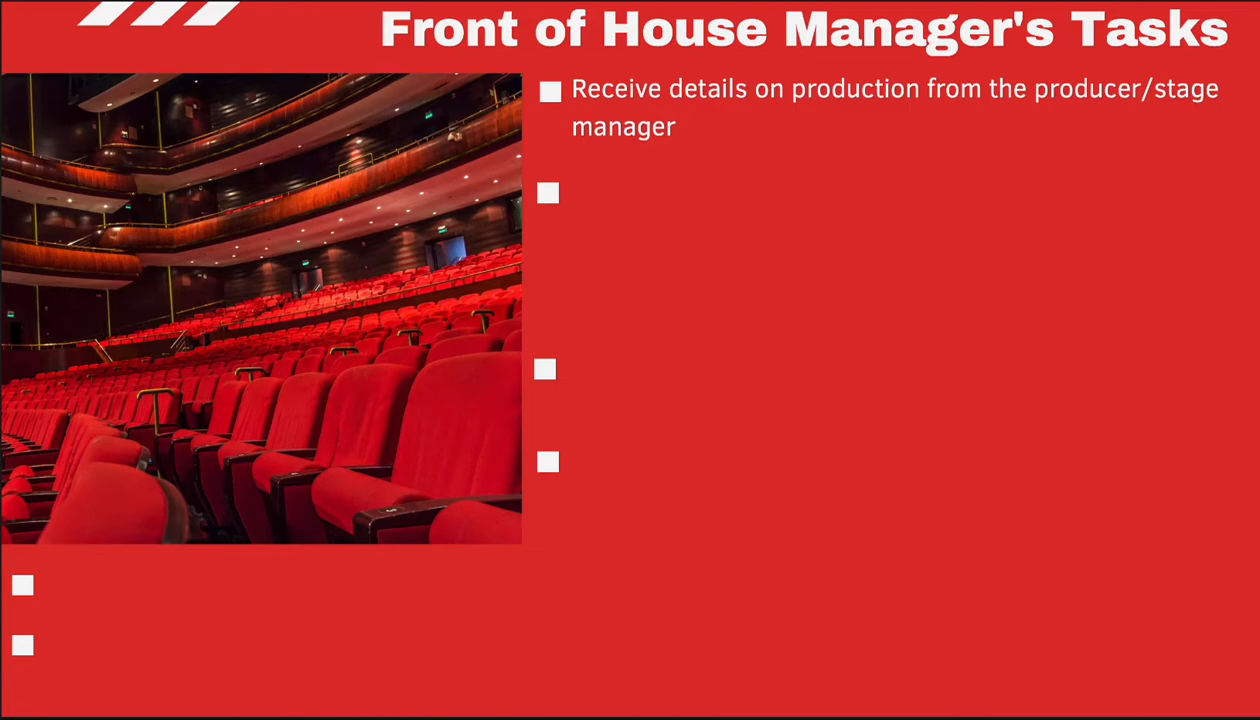 Front of House Manager's Tasks
Receive details on production from the producer/stage
manager